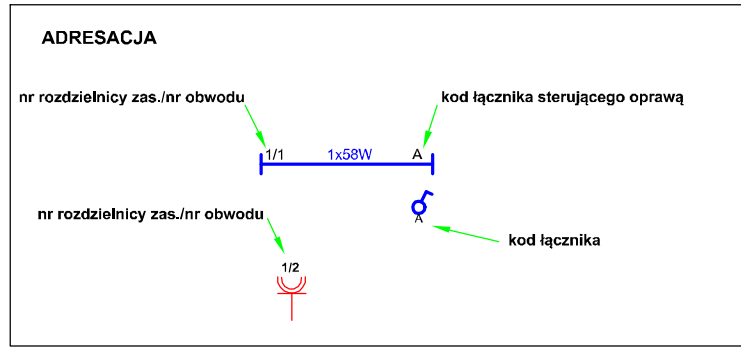 ADRESACJA
nr rozdzielnicy zas./nr obwodu
kod łącznika sterującego oprawą
1/1 1x58W A
A
nr rozdzielnicy zas./nr obwodu
kod łącznika
1/2